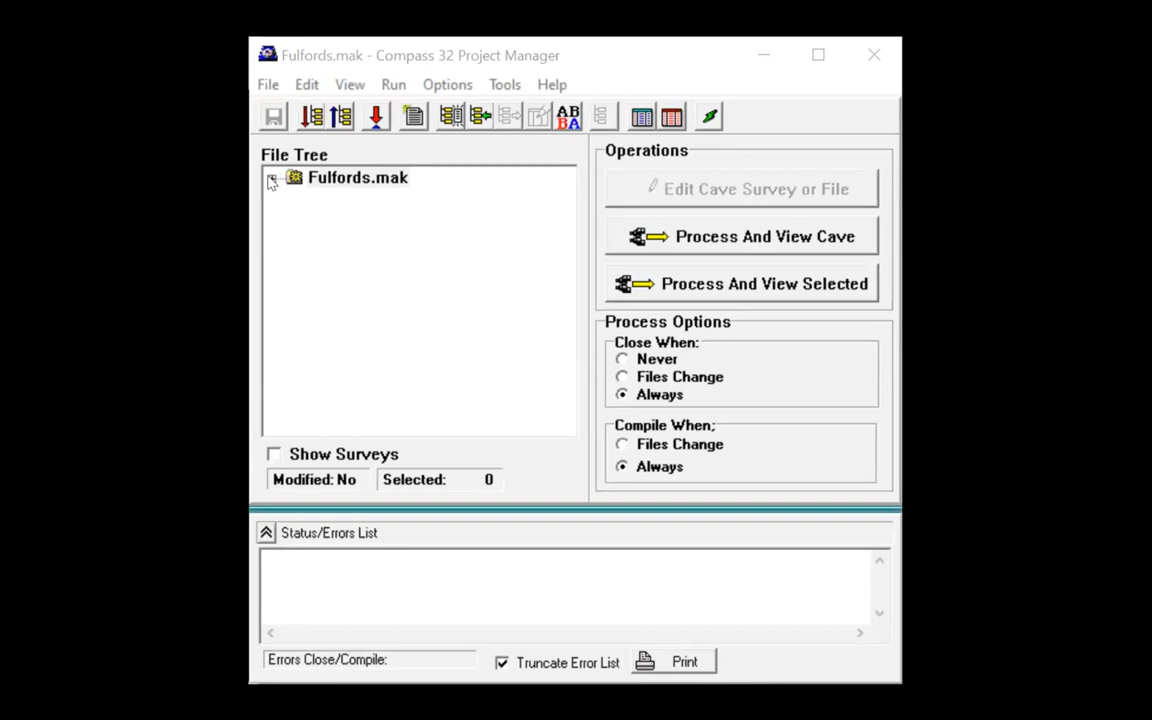 Fulfords.mak - Compass 32 Project Manager
File Edit View Run Options Tools Help
AB
BA
File Tree
Fulfords.mak
Show Surveys
Modified: No Selected: 0
Operations
Edit Cave Survey or File
Process And View Cave
Process And View Selected
Process Options
Close When:
Never
Files Change
Always
Compile When;
Files Change
Always
Status/Errors List
Errors Close/Compile:
Truncate Error List
Print